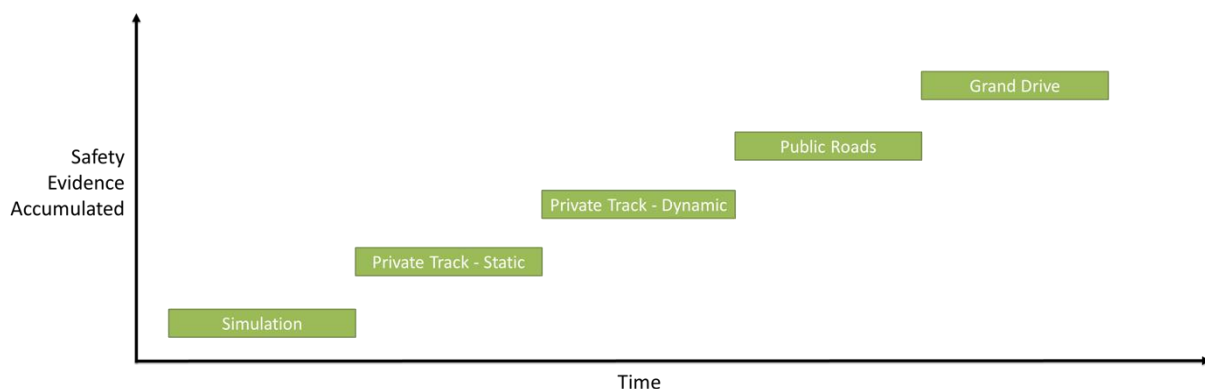 Grand Drive
Public Roads
Safety
Evidence
Accumulated
Private Track - Dynamic
Private Track - Static
Simulation
Time